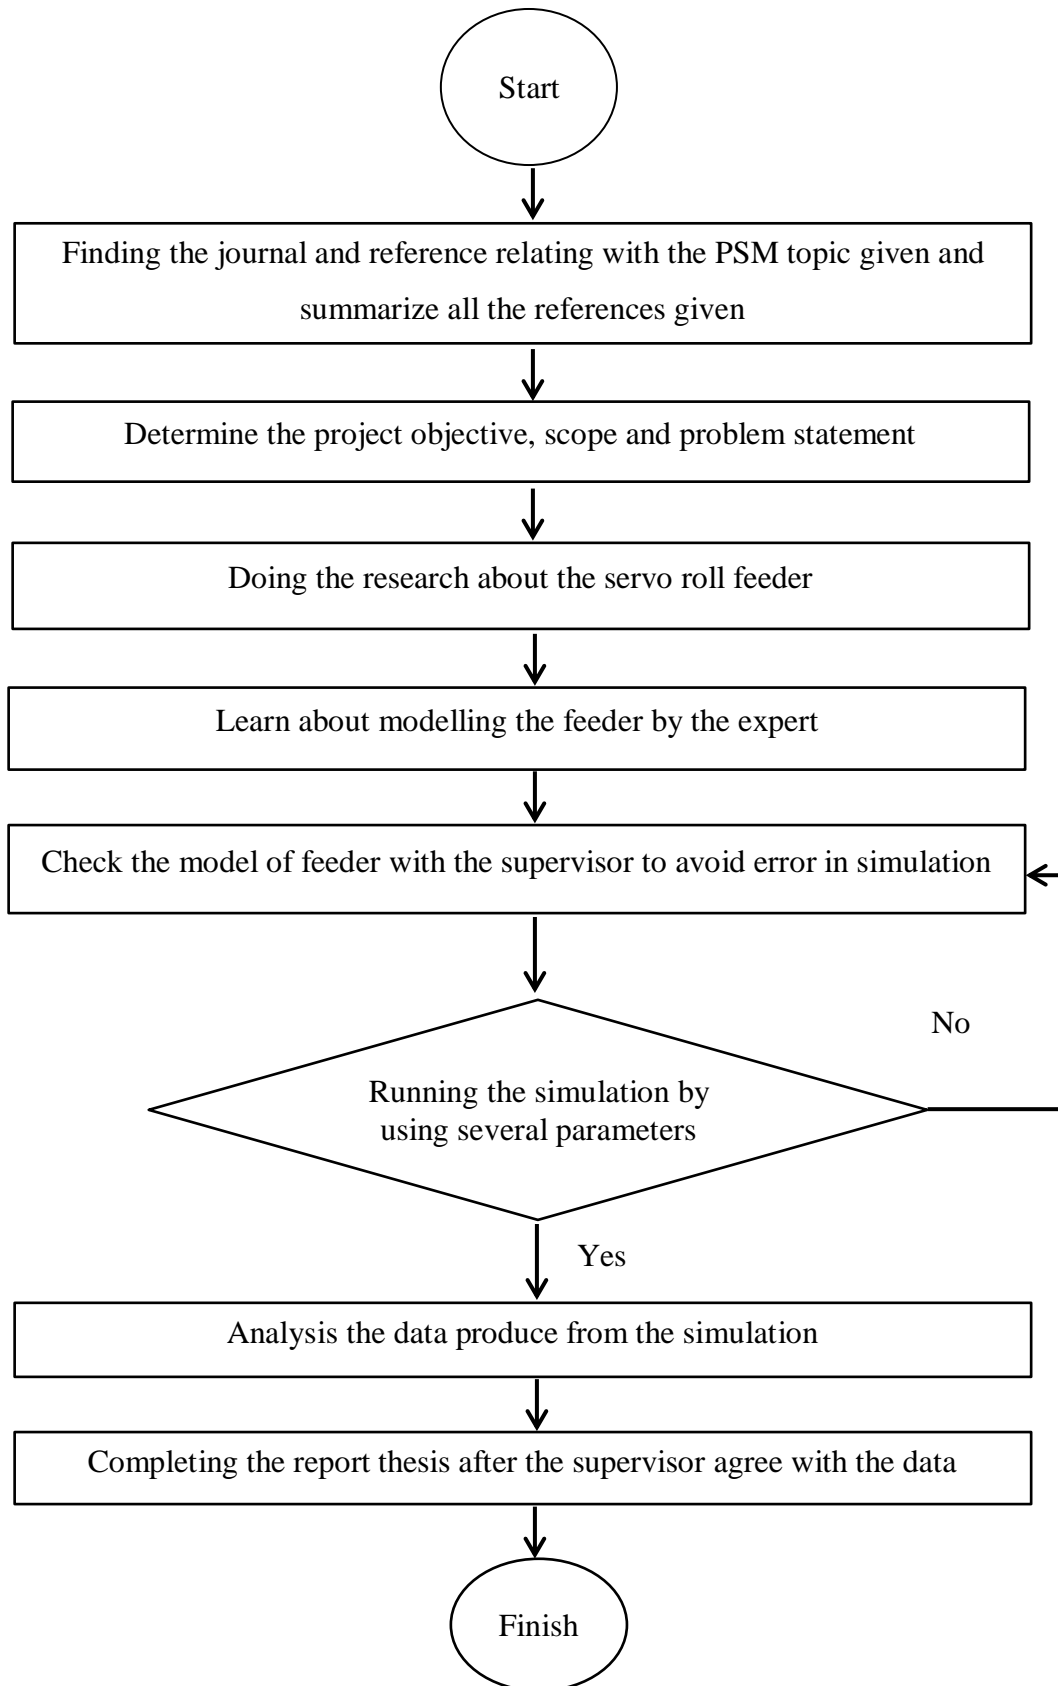 Start
Finding the journal and reference relating with the PSM topic given and
summarize all the references given
Determine the project objective, scope and problem statement
Doing the research about the servo roll feeder
Learn about modelling the feeder by the expert
Check the model of feeder with the supervisor to avoid error in simulation
No
Running the simulation by
using several parameters
Yes
Analysis the data produce from the simulation
Completing the report thesis after the supervisor agree with the data
Finish